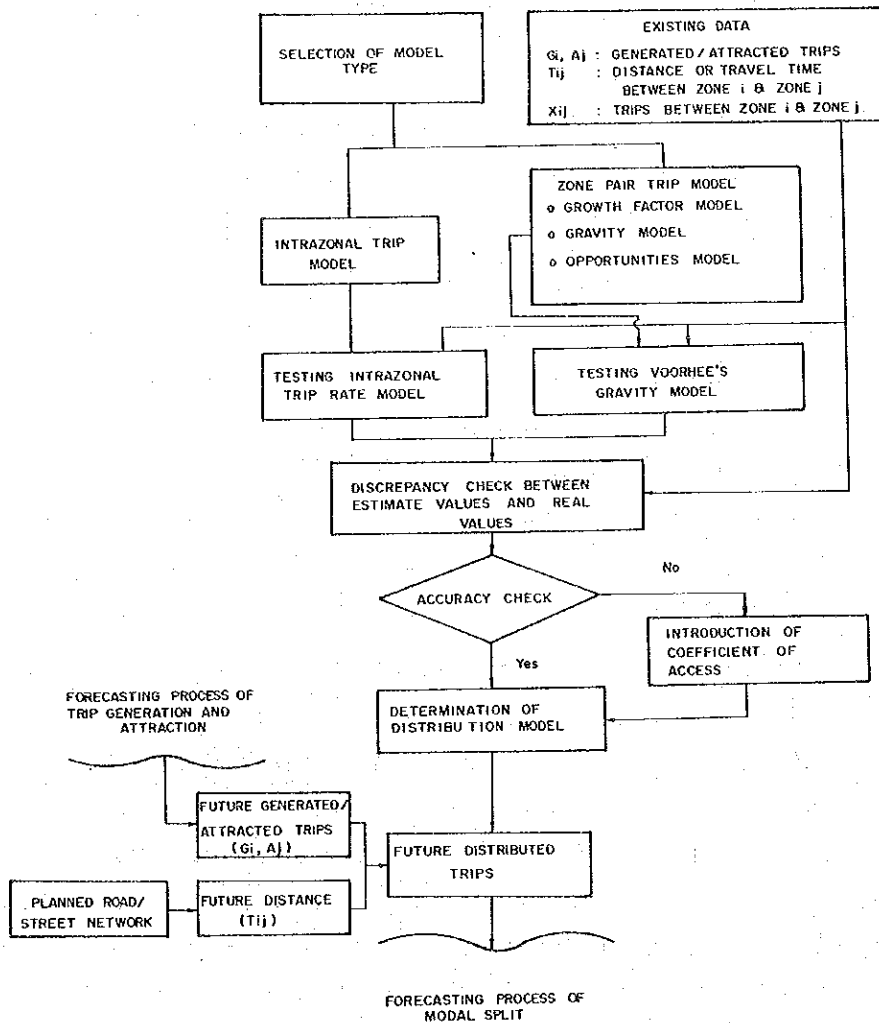 SELECTION OF MODEL
TYPE
EXISTING DATA
Gi, Aj : GENERATED/ATTRACTED TRIPS
Tij : DISTANCE OR TRAVEL TIME
BETWEEN ZONE i & ZONE j
Xij : TRIPS BETWEEN ZONE i & ZONE j
INTRAZONAL TRIP
MODEL
ZONE PAIR TRIP MODEL
o GROWTH FACTOR MODEL
o GRAVITY MODEL
o OPPORTUNITIES MODEL
TESTING INTRAZONAL
TRIP RATE MODEL
TESTING VOORHEE'S
GRAVITY MODEL
DISCREPANCY CHECK BETWEEN
ESTIMATE VALUES AND REAL
VALUES
ACCURACY CHECK
No
INTRODUCTION OF
COEFFICIENT OF
ACCESS
Yes
DETERMINATION OF
DISTRIBUTION MODEL
FORECASTING PROCESS OF
TRIP GENERATION AND
ATTRACTION
FUTURE GENERATED/
ATTRACTED TRIPS
(Gi, Aj)
FUTURE DISTRIBUTED
TRIPS
PLANNED ROAD/
STREET NETWORK
FUTURE DISTANCE
(Tij)
FORECASTING PROCESS OF
MODAL SPLIT